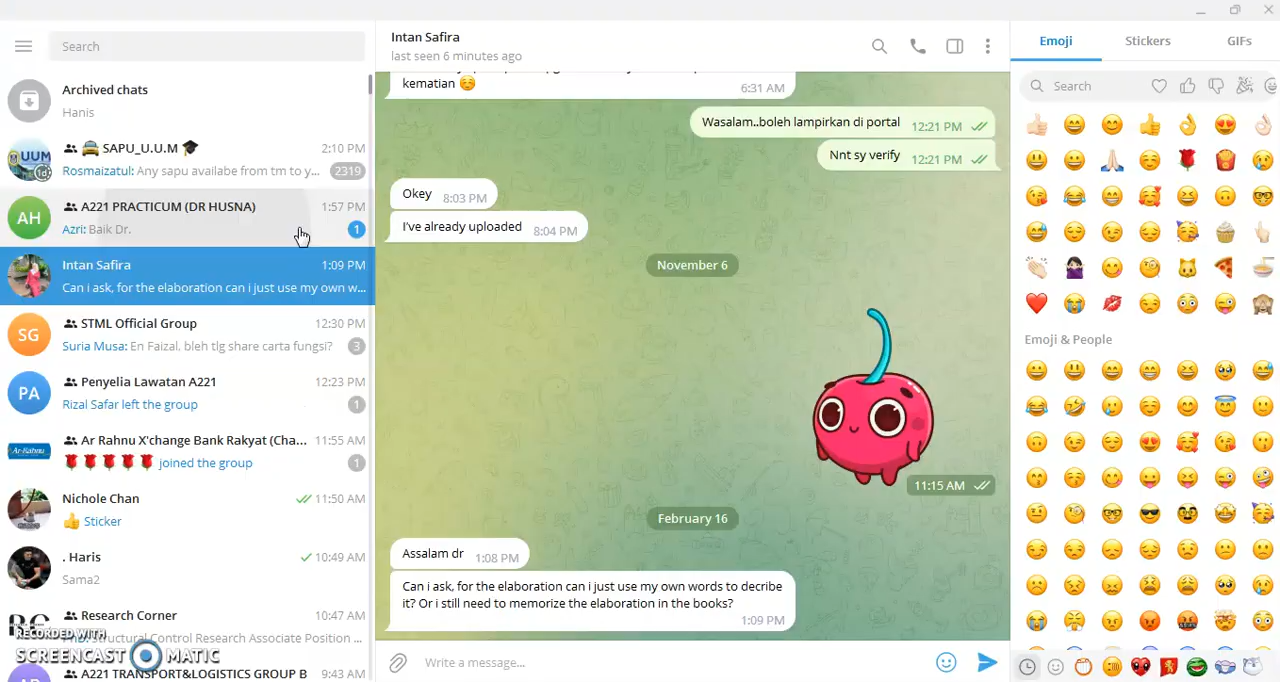 Search
Archived chats
Hanis
SAPU_U.U.M 2:10 PM
Rosmaizatul: Any sapu availabe from tm to y... 2319
AH
A221 PRACTICUM (DR HUSNA) 1:57 PM
Azri: Baik Dr. 1
Intan Safira 1:09 PM
Can i ask, for the elaboration can i just use my own w...
SG
STML Official Group 12:30 PM
Suria Musa: En Faizal, bleh tlg share carta fungsi? 3
PA
Penyelia Lawatan A221 12:23 PM
Rizal Safar left the group 1
Ar-Rahnu
Ar Rahnu X'change Bank Rakyat (Cha... 11:55 AM
joined the group 1
Nichole Chan 11:50 AM
Sticker
. Haris 10:49 AM
Sama2
Research Corner 10:47 AM
Structural Control Research Associate Position ...
A221 TRANSPORT&LOGISTICS GROUP B 9:43 AM
RECORDED WITH
SCREENCAST MATIC
Intan Safira
last seen 6 minutes ago
kematian
6:31 AM
Wasalam..boleh lampirkan di portal 12:21 PM
Nnt sy verify 12:21 PM
Okey 8:03 PM
I've already uploaded 8:04 PM
November 6
11:15 AM
February 16
Assalam dr 1:08 PM
Can i ask, for the elaboration can i just use my own words to decribe
it? Or i still need to memorize the elaboration in the books?
1:09 PM
Write a message...
Emoji Stickers GIFs
Search
Emoji & People